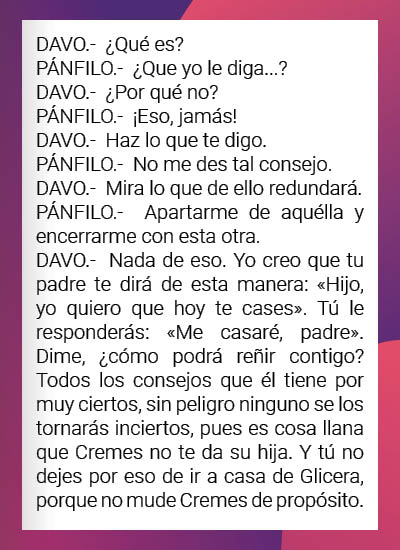 DAVO.- ¿Qué es?
PÁNFILO.- ¿Que yo le diga...?
DAVO.- ¿Por qué no?
PÁNFILO.- ¡Eso, jamás!
DAVO.- Haz lo que te digo.
PÁNFILO.- No me des tal consejo.
DAVO.- Mira lo que de ello redundará.
PÁNFILO.- Apartarme de aquélla y
encerrarme con esta otra.
DAVO.- Nada de eso. Yo creo que tu
padre te dirá de esta manera: «Hijo,
yo quiero que hoy te cases». Tú le
responderás: «Me casaré, padre».
Dime, ¿cómo podrá reñir contigo?
Todos los consejos que él tiene por
muy ciertos, sin peligro ninguno se los
tornarás inciertos, pues es cosa llana
que Cremes no te da su hija. Y tú no
dejes por eso de ir a casa de Glicera,
porque no mude Cremes de propósito.